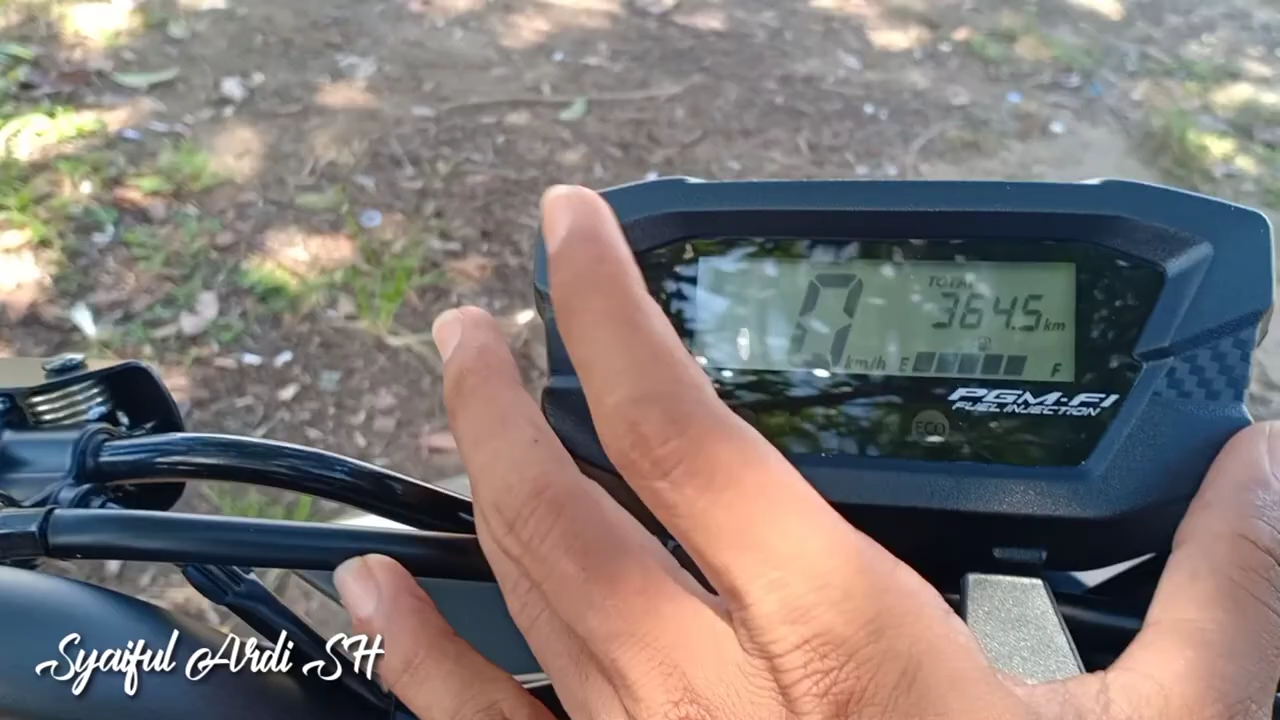 TOTAL
364.5 km
0 km/h
E F
PGM-FI
FUEL INJECTION
ECO
Syaiful Ardi SH